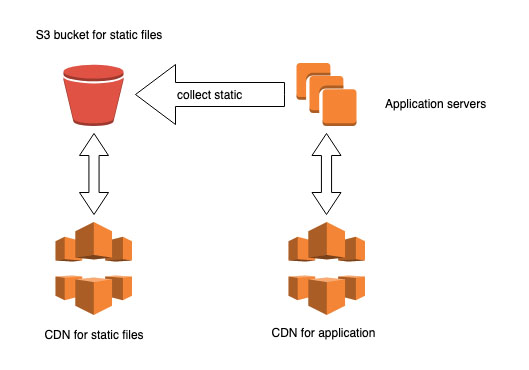 S3 bucket for static files
collect static
Application servers
CDN for static files
CDN for application